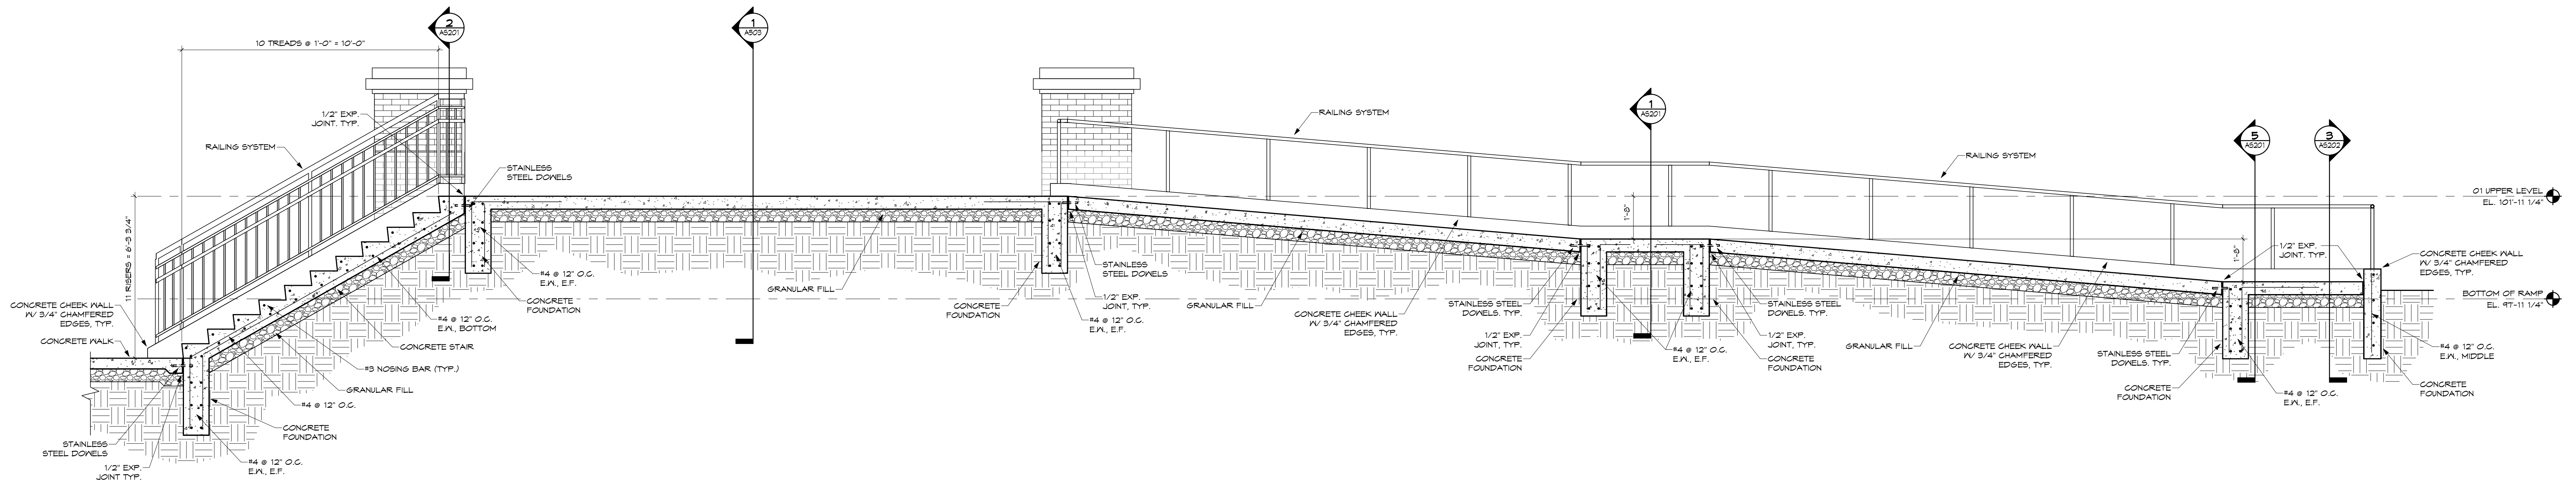 2
AS201
1
AS03
10 TREADS @ 1'-0" = 10'-0"
1/2" EXP.
JOINT. TYP.
RAILING SYSTEM
STAINLESS
STEEL DOWELS
11 RISERS = 6'-3 3/4"
CONCRETE CHEEK WALL
W/ 3/4" CHAMFERED
EDGES, TYP.
CONCRETE WALK
STAINLESS
STEEL DOWELS
1/2" EXP.
JOINT TYP.
#4 @ 12" O.C.
E.W., E.F.
CONCRETE
FOUNDATION
#4 @ 12" O.C.
GRANULAR FILL
#3 NOSING BAR (TYP.)
CONCRETE STAIR
#4 @ 12" O.C.
E.W., BOTTOM
#4 @ 12" O.C.
E.W., E.F.
CONCRETE
FOUNDATION
GRANULAR FILL
CONCRETE
FOUNDATION
STAINLESS
STEEL DOWELS
1/2" EXP.
JOINT, TYP.
#4 @ 12" O.C.
E.W., E.F.
RAILING SYSTEM
GRANULAR FILL
CONCRETE CHEEK WALL
W/ 3/4" CHAMFERED
EDGES, TYP.
1
AS201
1'-8"
STAINLESS STEEL
DOWELS. TYP.
1/2" EXP.
JOINT, TYP.
CONCRETE
FOUNDATION
#4 @ 12" O.C.
E.W., E.F.
STAINLESS STEEL
DOWELS. TYP.
1/2" EXP.
JOINT, TYP.
CONCRETE
FOUNDATION
RAILING SYSTEM
GRANULAR FILL
CONCRETE CHEEK WALL
W/ 3/4" CHAMFERED
EDGES, TYP.
5
AS201
3
AS202
1'-8"
1/2" EXP.
JOINT. TYP.
STAINLESS STEEL
DOWELS. TYP.
CONCRETE
FOUNDATION
#4 @ 12" O.C.
E.W., E.F.
CONCRETE CHEEK WALL
W/ 3/4" CHAMFERED
EDGES, TYP.
#4 @ 12" O.C.
E.W., MIDDLE
CONCRETE
FOUNDATION
01 UPPER LEVEL
EL. 101'-11 1/4"
BOTTOM OF RAMP
EL. 97-11 1/4"